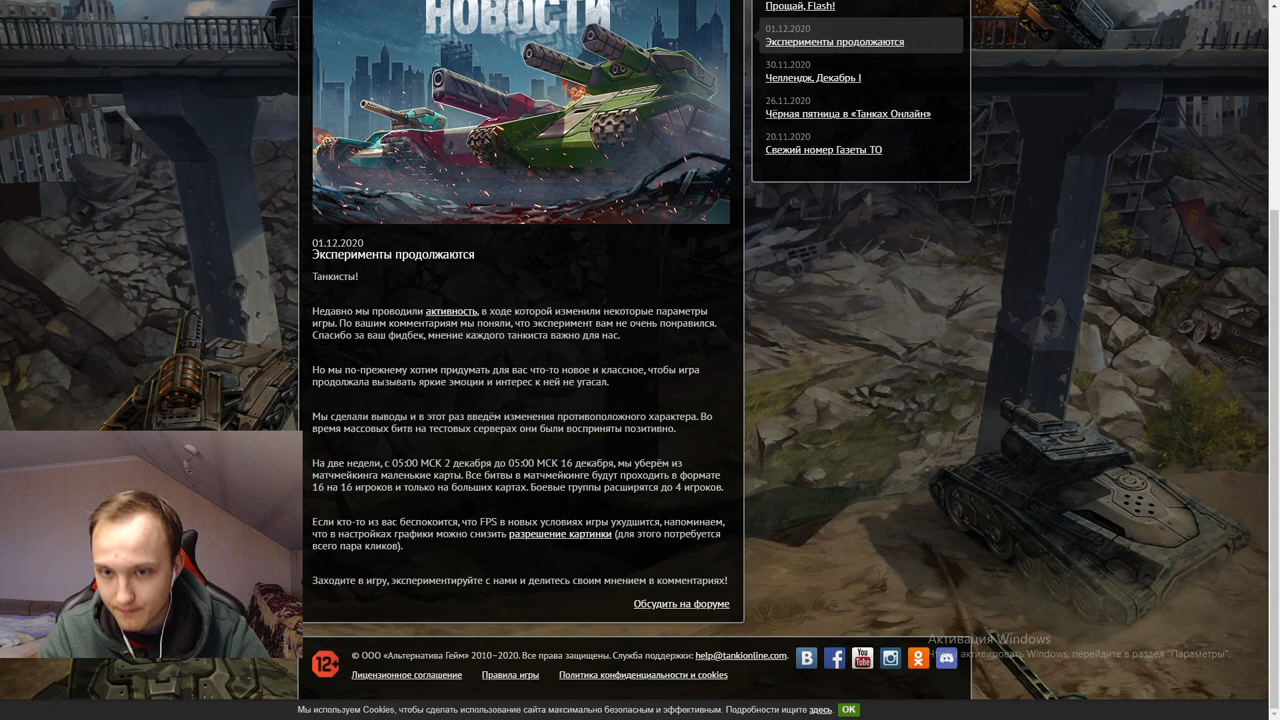 НОВОСТИ
Прощай, Flash!
01.12.2020
Эксперименты продолжаются
30.11.2020
Челлендж. Декабрь I
26.11.2020
Чёрная пятница в «Танках Онлайн»
20.11.2020
Свежий номер Газеты ТО
01.12.2020
Эксперименты продолжаются
Танкисты!
Недавно мы проводили активность, в ходе которой изменили некоторые параметры
игры. По вашим комментариям мы поняли, что эксперимент вам не очень понравился.
Спасибо за ваш фидбек, мнение каждого танкиста важно для нас.
Но мы по-прежнему хотим придумать для вас что-то новое и классное, чтобы игра
продолжала вызывать яркие эмоции и интерес к ней не угасал.
Мы сделали выводы и в этот раз введём изменения противоположного характера. Во
время массовых битв на тестовых серверах они были восприняты позитивно.
На две недели, с 05:00 МСК 2 декабря до 05:00 МСК 16 декабря, мы уберём из
матчмейкинга маленькие карты. Все битвы в матчмейкинге будут проходить в формате
16 на 16 игроков и только на больших картах. Боевые группы расширятся до 4 игроков.
Если кто-то из вас беспокоится, что FPS в новых условиях игры ухудшится, напоминаем,
что в настройках графики можно снизить разрешение картинки (для этого потребуется
всего пара кликов).
Заходите в игру, экспериментируйте с нами и делитесь своим мнением в комментариях!
Обсудить на форуме
12+
© ООО «Альтернатива Гейм» 2010–2020. Все права защищены. Служба поддержки: help@tankionline.com.
Лицензионное соглашение Правила игры Политика конфиденциальности и cookies
You Tube
Активация Windows
активировать Windows, перейдите в раздел "Параметры".
Мы используем Cookies, чтобы сделать использование сайта максимально безопасным и эффективным. Подробности ищите здесь. OK